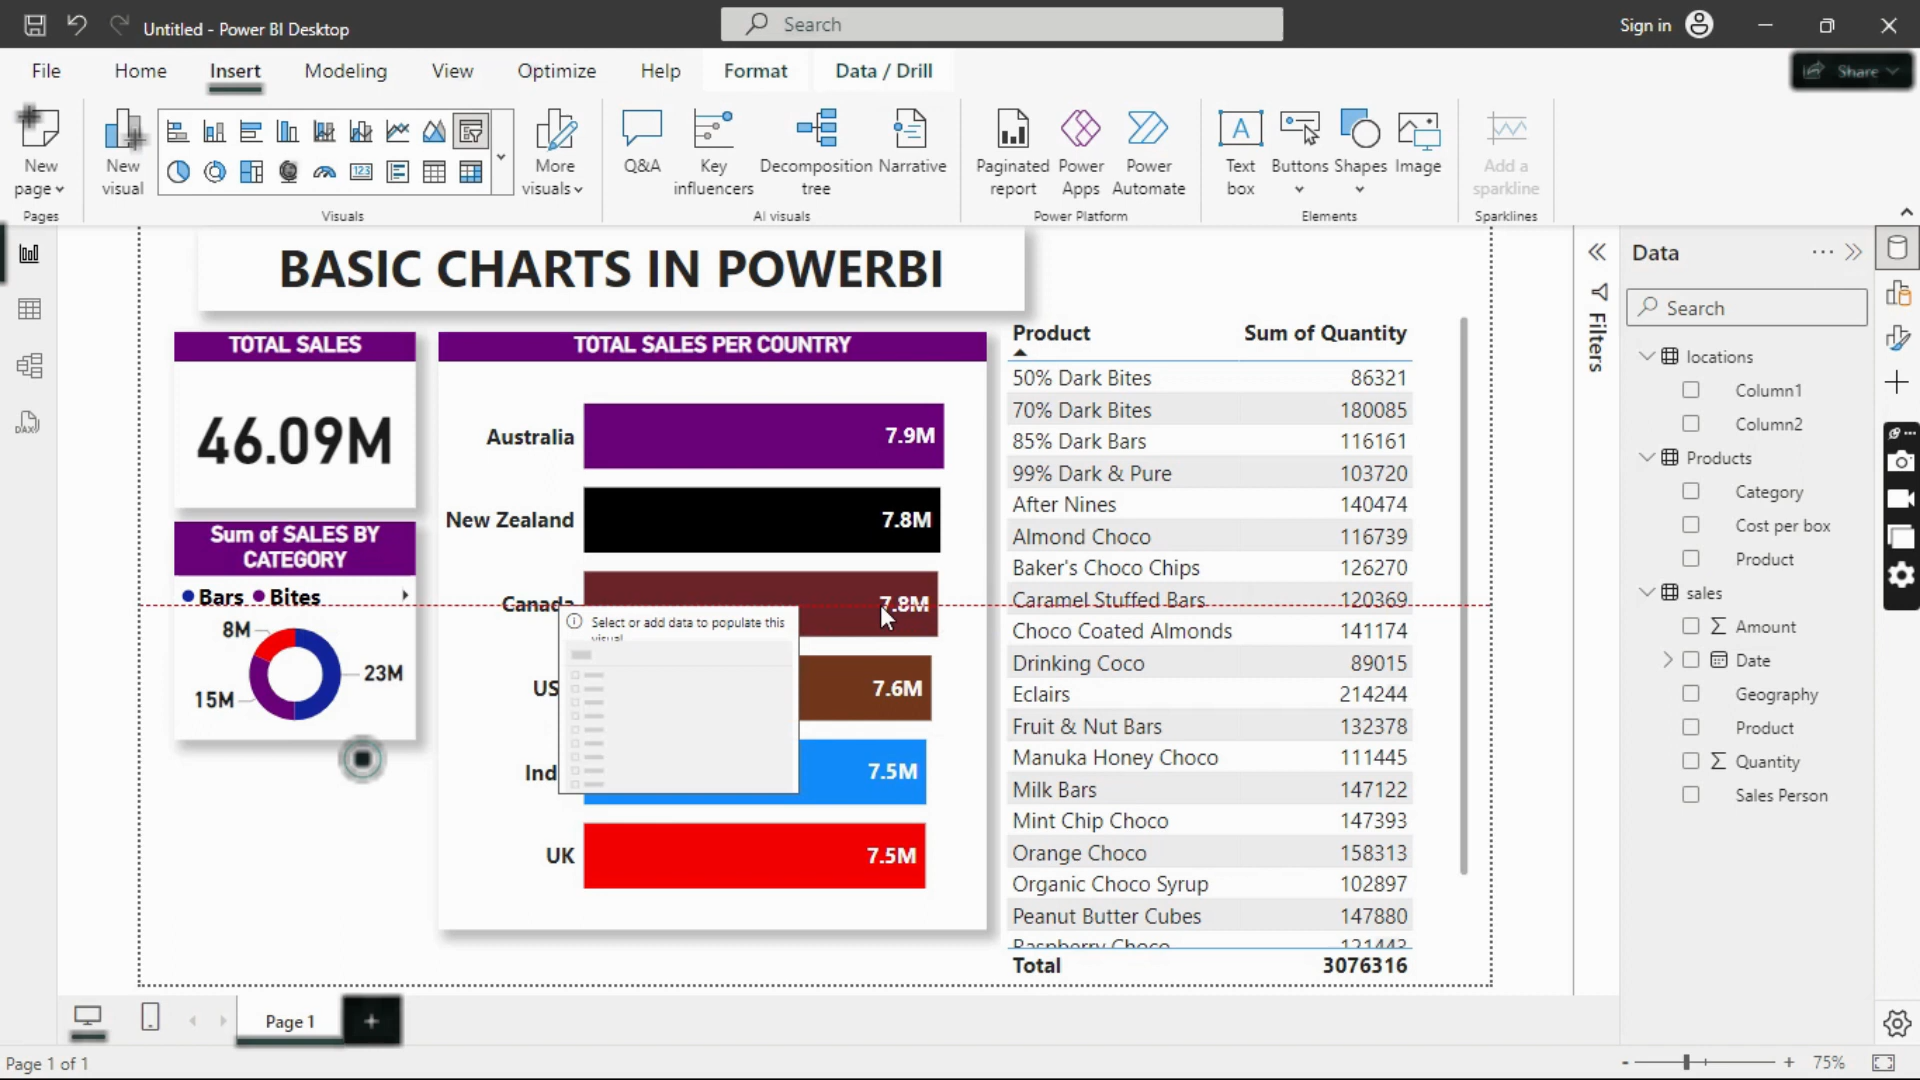 Untitled - Power BI Desktop
Search
Sign in
File
Home
Insert
Modeling
View
Optimize
Help
Format
Data / Drill
Share
New page
New visual
More visuals
Q&A
Key influencers
Decomposition tree
Narrative
Paginated report
Power Apps
Power Automate
Text box
Buttons
Shapes
Image
Add a sparkline
Pages
Visuals
AI visuals
Power Platform
Elements
Sparklines
BASIC CHARTS IN POWERBI
TOTAL SALES
46.09M
Sum of SALES BY
CATEGORY
Bars Bites
8M
23M
15M
TOTAL SALES PER COUNTRY
Australia 7.9M
New Zealand 7.8M
Canada 7.8M
US 7.6M
Ind 7.5M
UK 7.5M
Select or add data to populate this
visual
Product Sum of Quantity
50% Dark Bites 86321
70% Dark Bites 180085
85% Dark Bars 116161
99% Dark & Pure 103720
After Nines 140474
Almond Choco 116739
Baker's Choco Chips 126270
Caramel Stuffed Bars 120369
Choco Coated Almonds 141174
Drinking Coco 89015
Eclairs 214244
Fruit & Nut Bars 132378
Manuka Honey Choco 111445
Milk Bars 147122
Mint Chip Choco 147393
Orange Choco 158313
Organic Choco Syrup 102897
Peanut Butter Cubes 147880
Raspberry Choco 121443
Total 3076316
Filters
Data
Search
locations
Column1
Column2
Products
Category
Cost per box
Product
sales
Amount
Date
Geography
Product
Quantity
Sales Person
DAX
Page 1
Page 1 of 1
75%